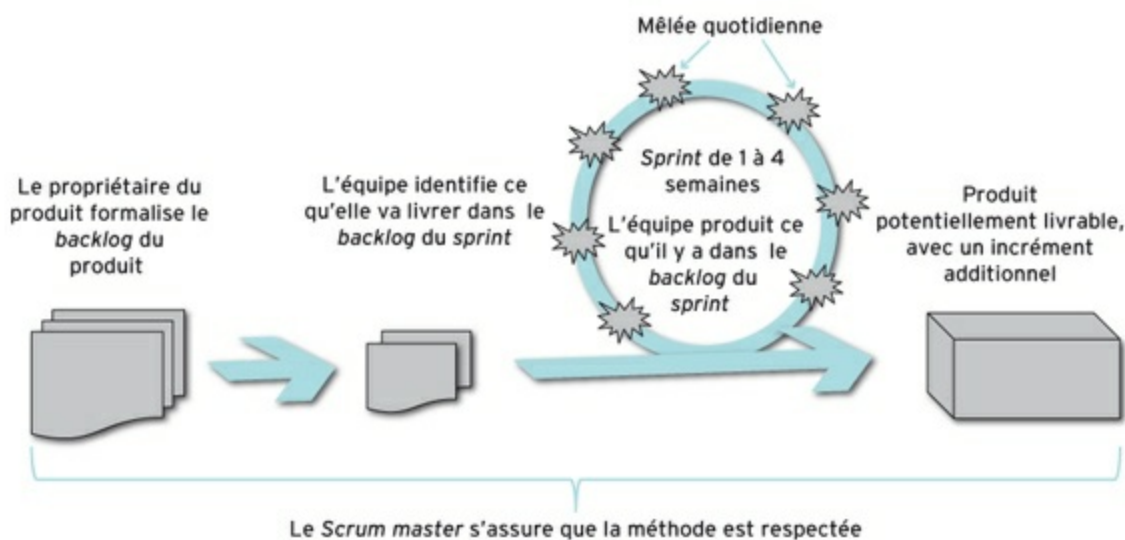 Mêlée quotidienne
Le propriétaire du
produit formalise le
backlog du
produit
L'équipe identifie ce
qu'elle va livrer dans le
backlog du sprint
Sprint de 1 à 4
semaines
L'équipe produit ce
qu'il y a dans le
backlog du
sprint
Produit
potentiellement livrable,
avec un incrément
additionnel
Le Scrum master s'assure que la méthode est respectée